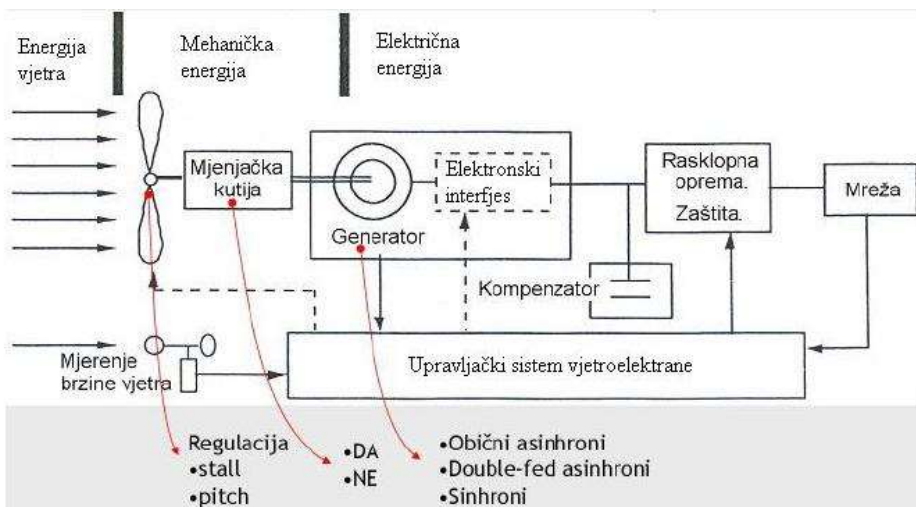 Energija
vjetra
Mehanička
energija
Električna
energija
Mjenjačka
kutija
Elektronski
interfjes
Generator
Rasklopna
oprema.
Zaštita.
Mreža
Kompenzator
Mjerenje
brzine vjetra
Upravljački sistem vjetroelektrane
Regulacija
•stall
•pitch
•DA
•NE
•Obični asinhroni
•Double-fed asinhroni
•Sinhroni